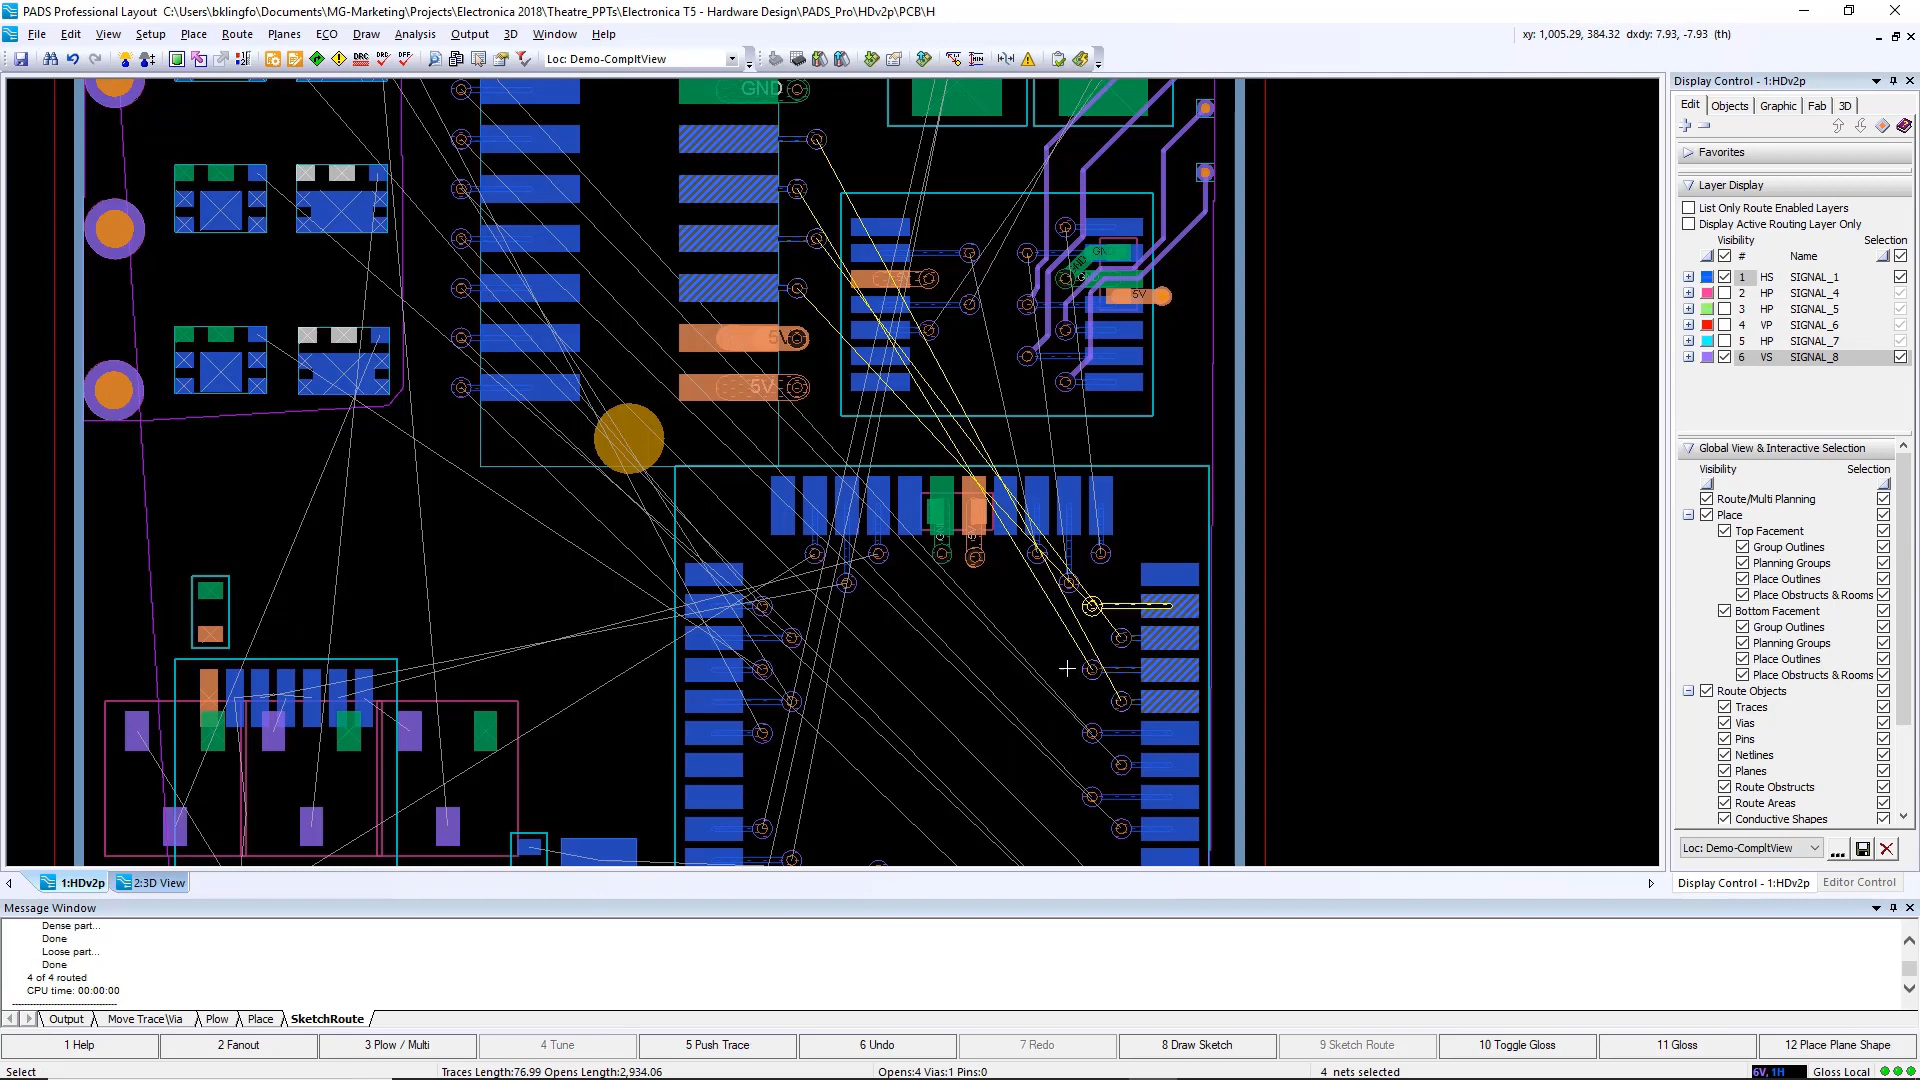 PADS Professional Layout C:\Users\bklingfo\Documents\MG-Marketing\Projects\Electronica 2018\Theatre_PPTs\Electronica T5 - Hardware Design\PADS_Pro\HDv2p\PCB\H
File Edit View Setup Place Route Planes ECO Draw Analysis Output 3D Window Help
xy: 1,005.29, 384.32 dxdy: 7.93, -7.93 (th)
Loc: Demo-CompltView
Display Control - 1:HDv2p
Edit Objects Graphic Fab 3D
Favorites
Layer Display
List Only Route Enabled Layers
Display Active Routing Layer Only
Visibility Selection
# Name
1 HS SIGNAL_1
2 HP SIGNAL_4
3 HP SIGNAL_5
4 VP SIGNAL_6
5 HP SIGNAL_7
6 VS SIGNAL_8
Global View & Interactive Selection
Visibility Selection
Route/Multi Planning
Place
Top Facement
Group Outlines
Planning Groups
Place Outlines
Place Obstructs & Rooms
Bottom Facement
Group Outlines
Planning Groups
Place Outlines
Place Obstructs & Rooms
Route Objects
Traces
Vias
Pins
Netlines
Planes
Route Obstructs
Route Areas
Conductive Shapes
Loc: Demo-CompltView
Display Control - 1:HDv2p Editor Control
GND
5V
5V
GND
5V
1:HDv2p 2:3D View
Message Window
Dense part...
Done
Loose part...
Done
4 of 4 routed
CPU time: 00:00:00
Output Move Trace\Via Plow Place SketchRoute
1 Help 2 Fanout 3 Plow / Multi 4 Tune 5 Push Trace 6 Undo 7 Redo 8 Draw Sketch 9 Sketch Route 10 Toggle Gloss 11 Gloss 12 Place Plane Shape
Select Traces Length:76.99 Opens Length:2,934.06 Opens:4 Vias:1 Pins:0 4 nets selected 6V, 1H Gloss Local